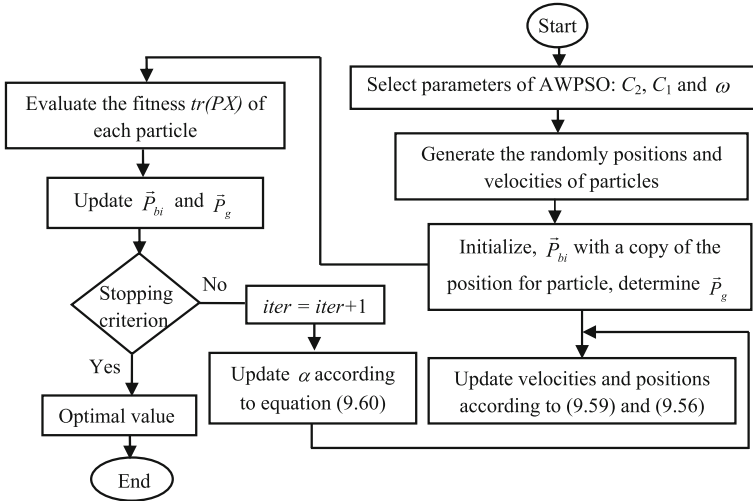 Start
Select parameters of AWPSO: C₂, C₁ and ω
Generate the randomly positions and
velocities of particles
Initialize, P⃗bi with a copy of the
position for particle, determine P⃗g
Update velocities and positions
according to (9.59) and (9.56)
Evaluate the fitness tr(PX) of
each particle
Update P⃗bi and P⃗g
Stopping
criterion
No
iter = iter+1
Update α according
to equation (9.60)
Yes
Optimal value
End